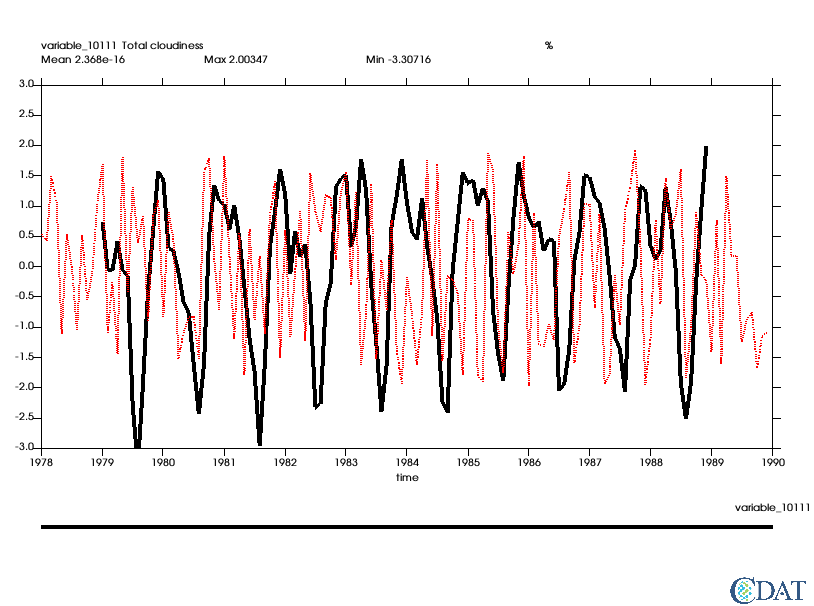 variable_10111 Total cloudiness %
Mean 2.368e-16 Max 2.00347 Min -3.30716
3.0
2.5
2.0
1.5
1.0
0.5
0.0
-0.5
-1.0
-1.5
-2.0
-2.5
-3.0
1978 1979 1980 1981 1982 1983 1984 1985 1986 1987 1988 1989 1990
time
variable_10111
CDAT